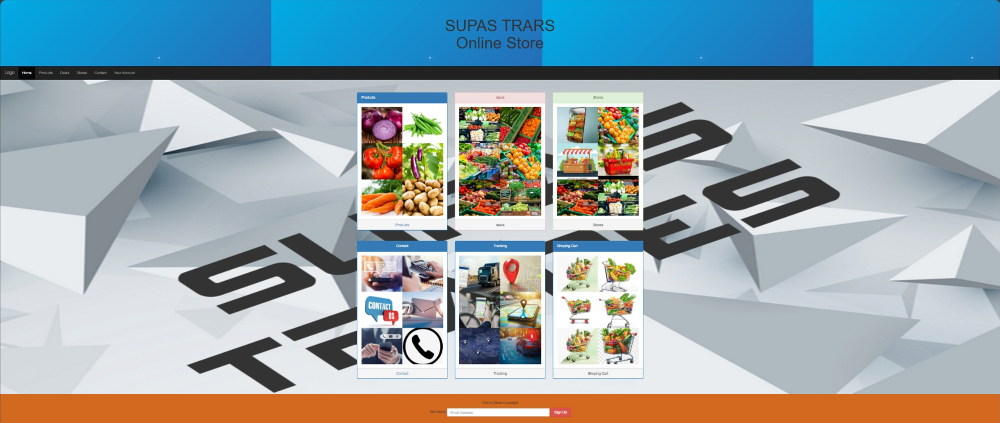 SUPAS TRARS
Online Store
Logo Home Products Deals Stores Contact Your Account
Products
deals
Stores
Products
deals
Stores
Contact
Tracking
Shoping Cart
CONTACT
US
Contact
Tracking
Shoping Cart
Online Store Copyright
Get deals: Email Address Sign Up